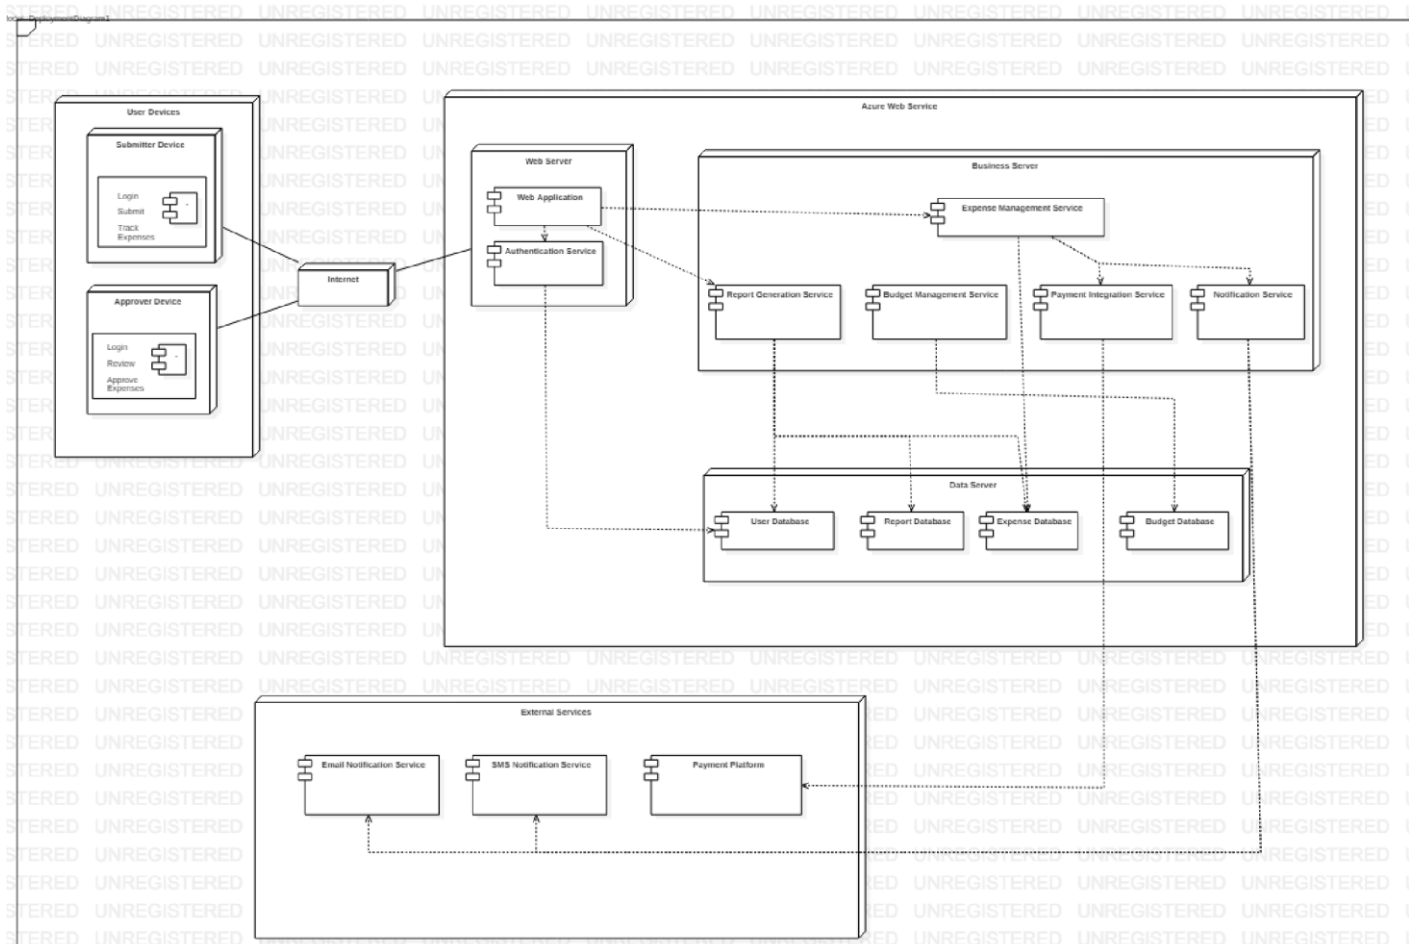 DeploymentDiagram1
User Devices
Submitter Device
Login
Submit
Track
Expenses
Approver Device
Login
Review
Approve
Expenses
Internet
Azure Web Service
Web Server
Web Application
Authentication Service
Business Server
Expense Management Service
Report Generation Service
Budget Management Service
Payment Integration Service
Notification Service
Data Server
User Database
Report Database
Expense Database
Budget Database
External Services
Email Notification Service
SMS Notification Service
Payment Platform
UNREGISTERED